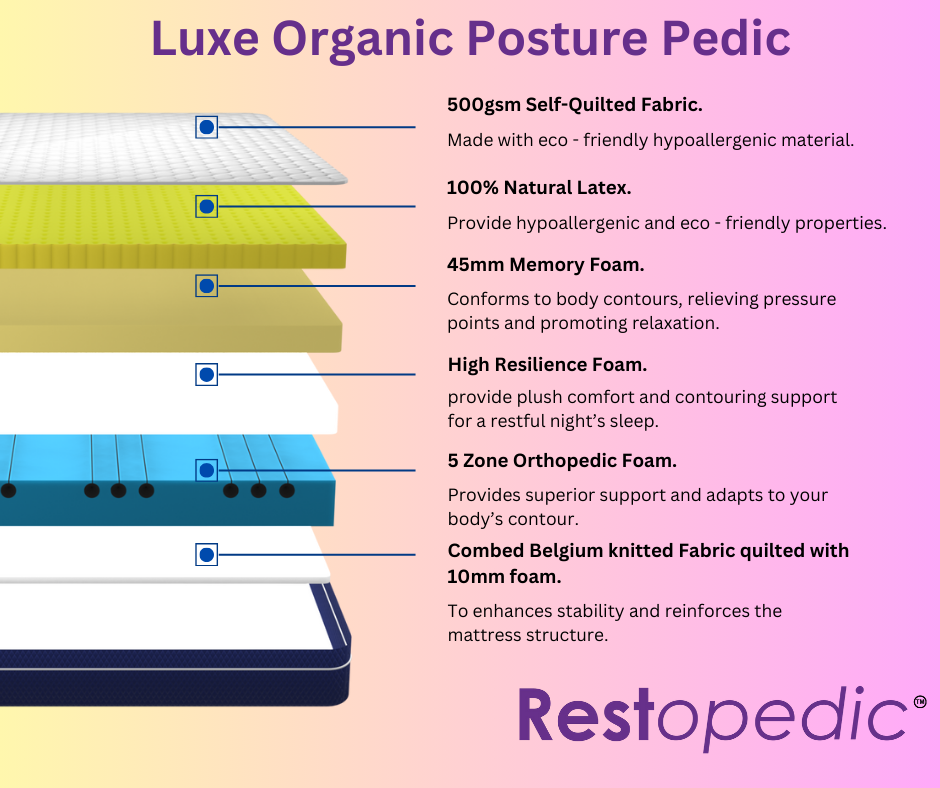 Luxe Organic Posture Pedic
500gsm Self-Quilted Fabric.
Made with eco - friendly hypoallergenic material.
100% Natural Latex.
Provide hypoallergenic and eco - friendly properties.
45mm Memory Foam.
Conforms to body contours, relieving pressure
points and promoting relaxation.
High Resilience Foam.
provide plush comfort and contouring support
for a restful night’s sleep.
5 Zone Orthopedic Foam.
Provides superior support and adapts to your
body’s contour.
Combed Belgium knitted Fabric quilted with
10mm foam.
To enhances stability and reinforces the
mattress structure.
Restopedic™